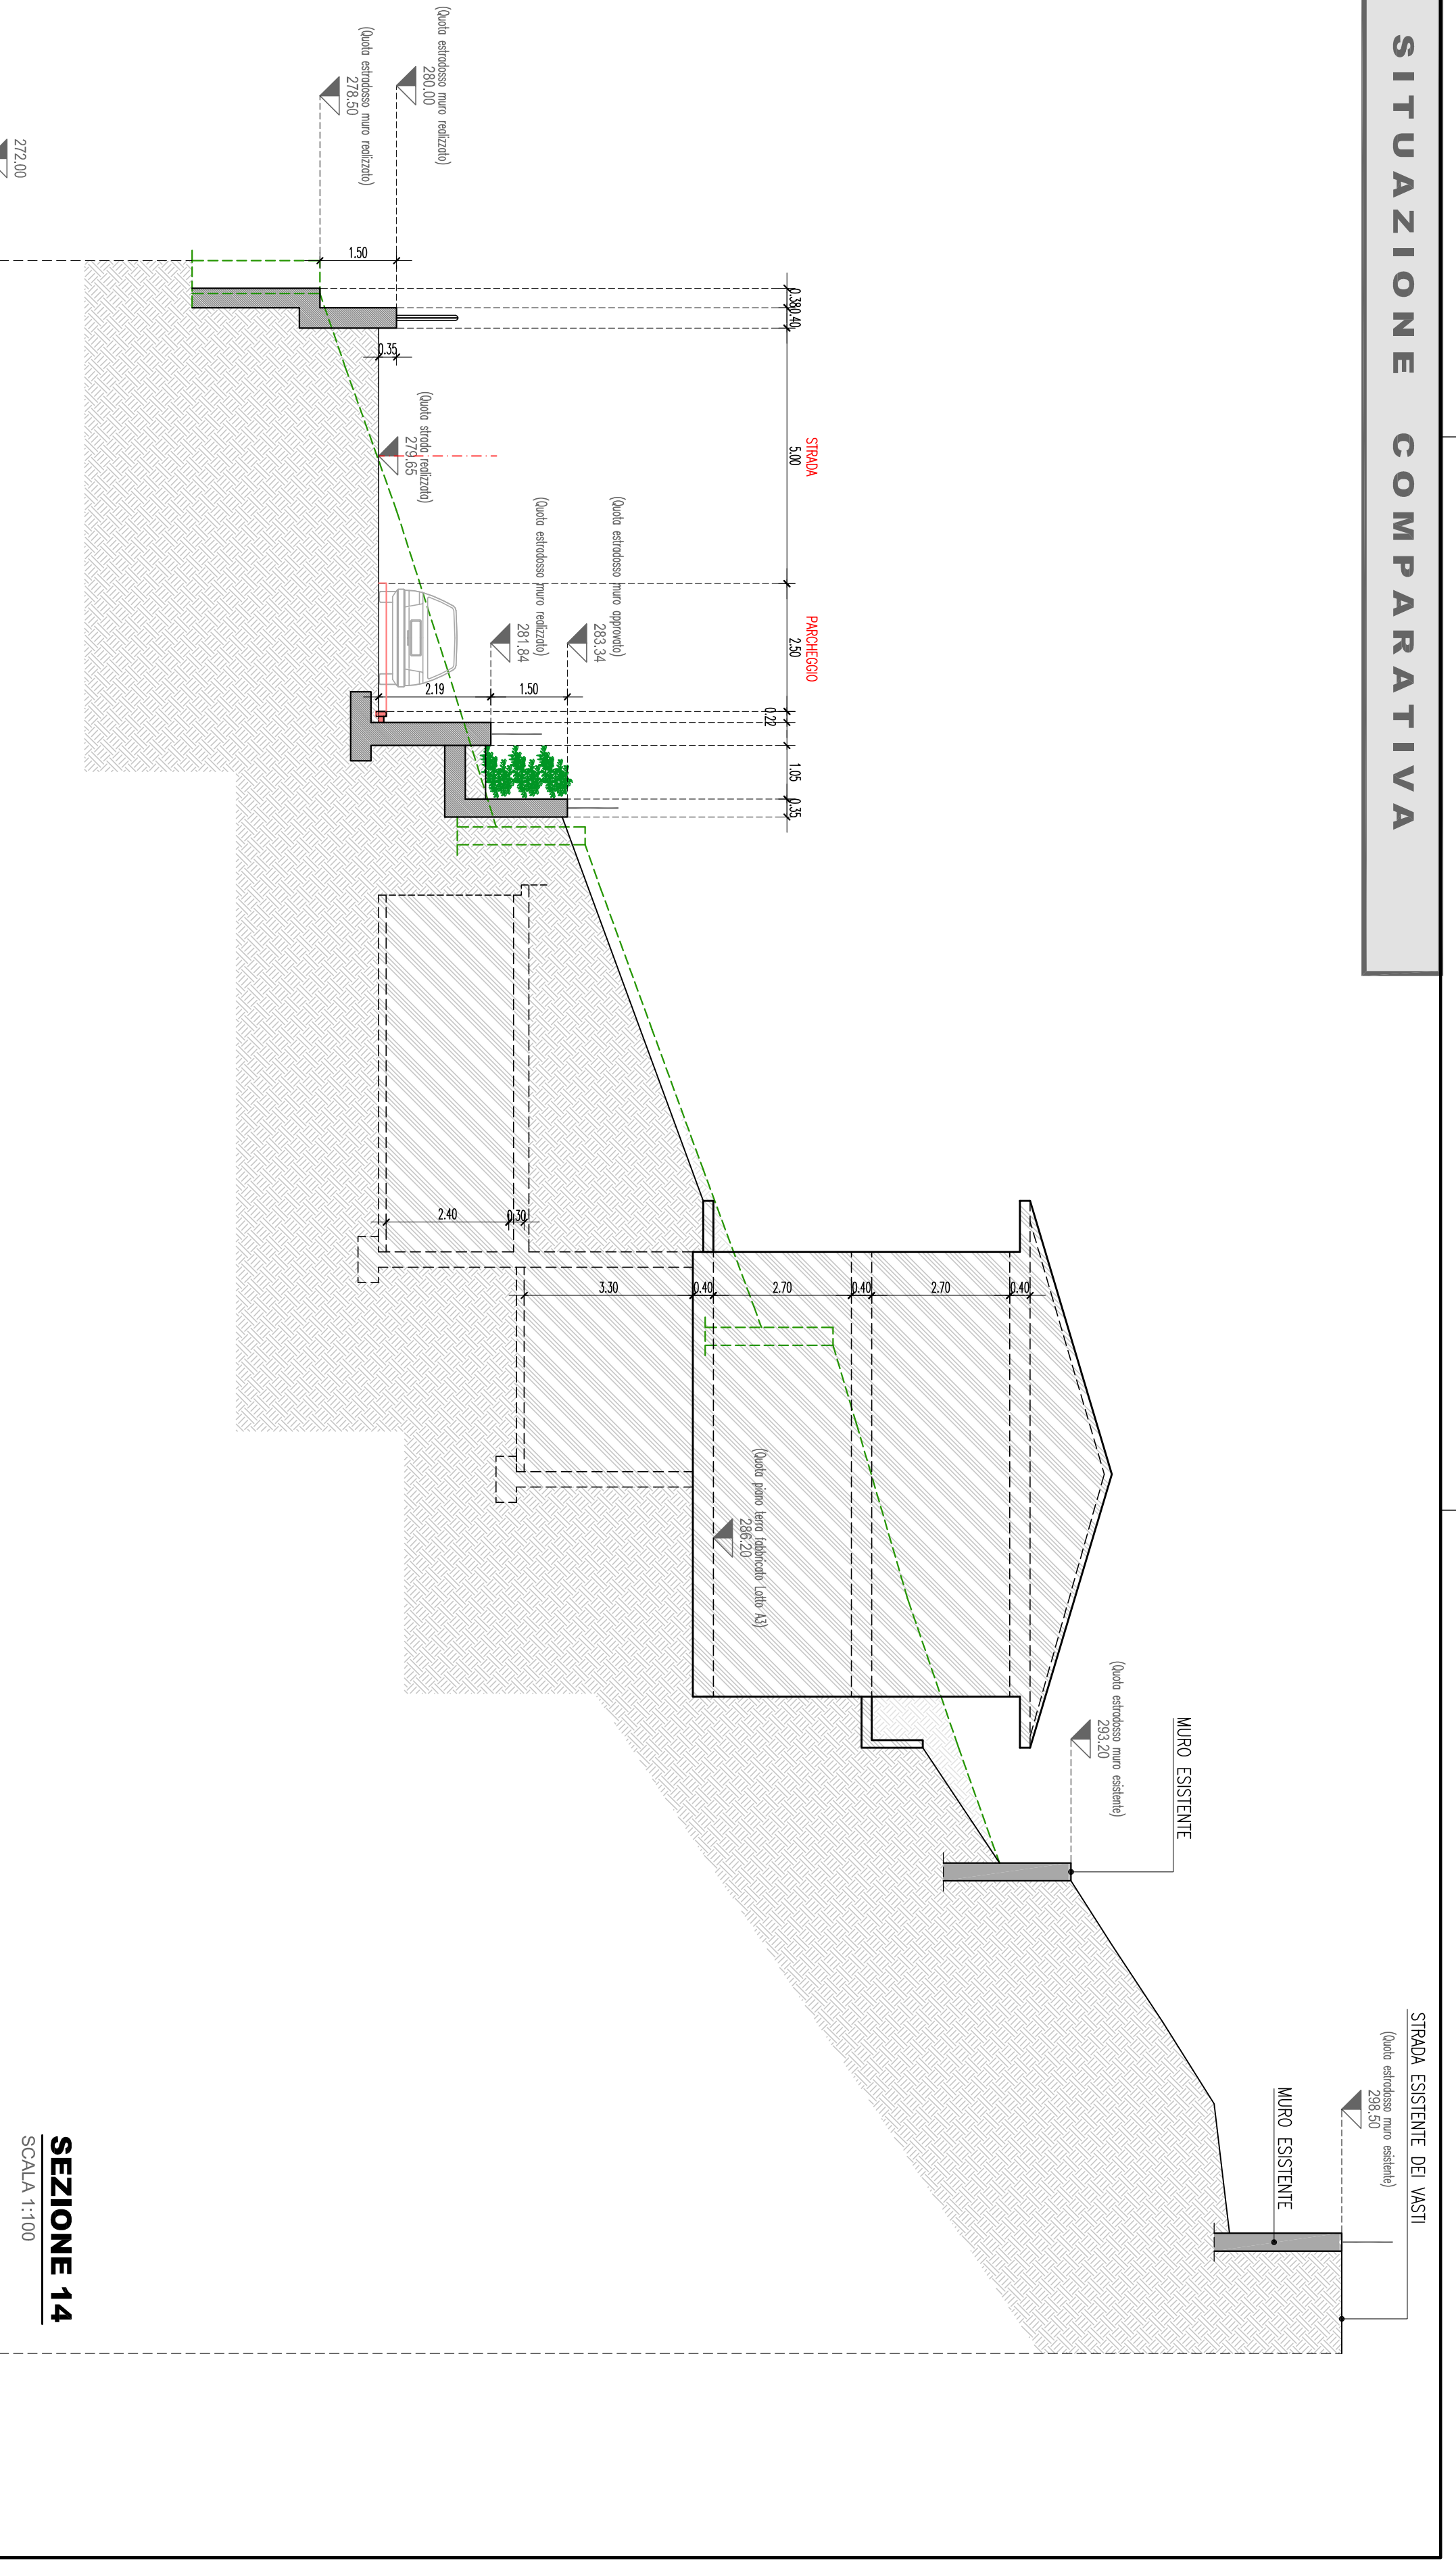 SITUAZIONE COMPARATIVA
STRADA ESISTENTE DEI VASTI
(Quota estradosso muro esistente)
298.50
MURO ESISTENTE
MURO ESISTENTE
(Quota estradosso muro esistente)
293.20
STRADA
PARCHEGGIO
0.38
0.40
5.00
2.50
0.22
1.05
0.35
(Quota estradosso muro approvato)
283.34
(Quota estradosso muro realizzato)
281.84
1.50
2.19
(Quota estradosso muro realizzato)
280.00
(Quota estradosso muro realizzato)
278.50
1.50
0.35
(Quota strada realizzata)
279.65
(Quota piano terra fabbricato Lotto A3)
286.20
0.40
2.70
0.40
2.70
0.40
3.30
0.30
2.40
272.00
SEZIONE 14
SCALA 1:100